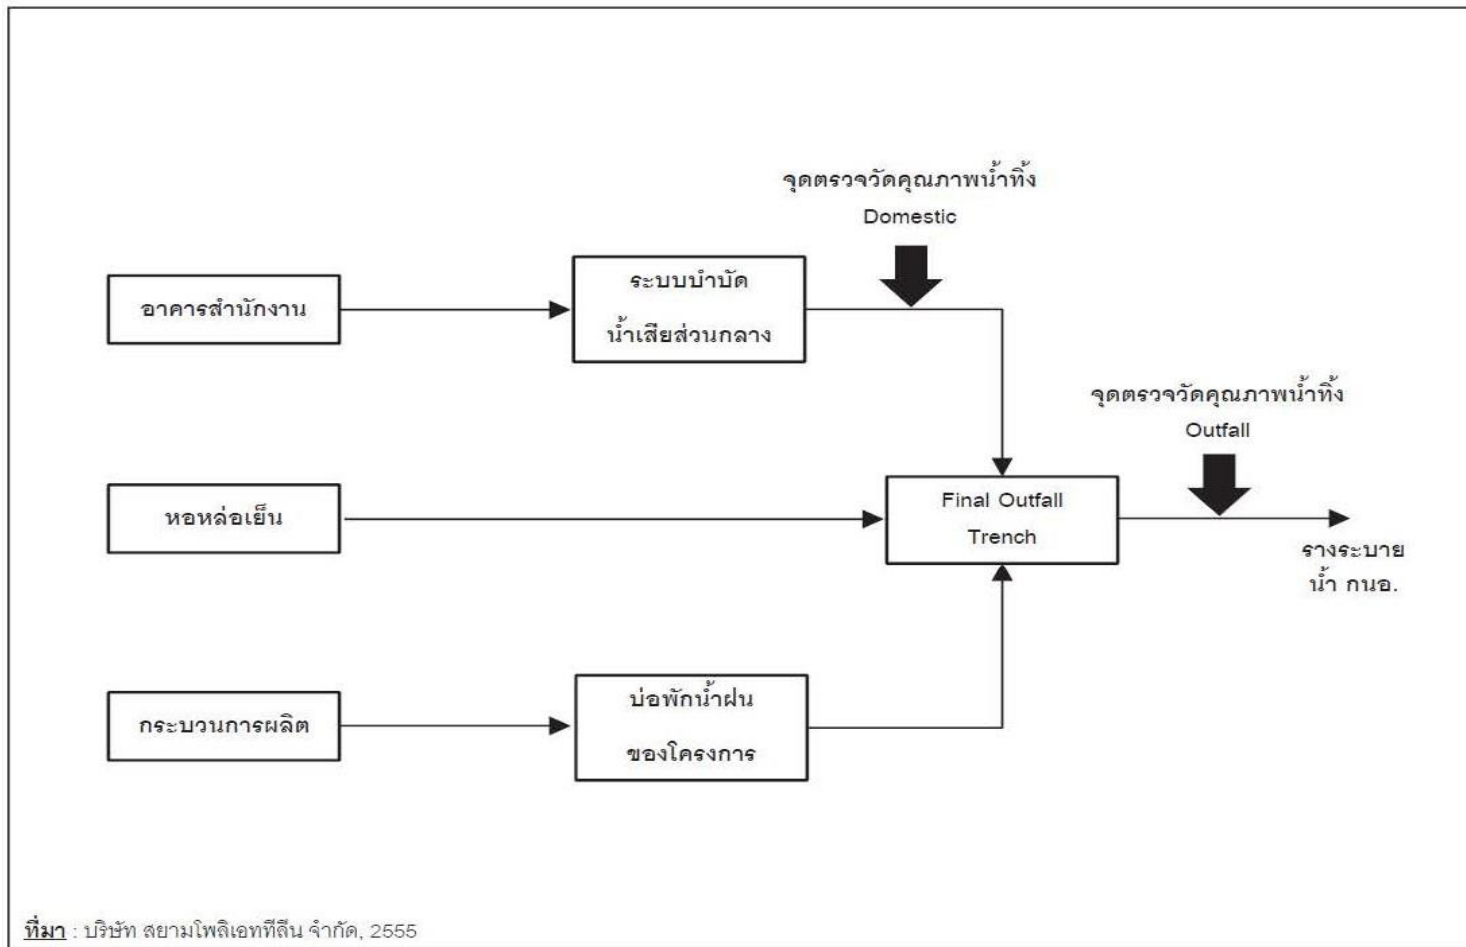 จุดตรวจวัดคุณภาพน้ำทิ้ง
Domestic
อาคารสำนักงาน
ระบบบำบัด
น้ำเสียส่วนกลาง
จุดตรวจวัดคุณภาพน้ำทิ้ง
Outfall
หอหล่อเย็น
Final Outfall
Trench
รางระบาย
น้ำ กนอ.
กระบวนการผลิต
บ่อพักน้ำฝน
ของโครงการ
ที่มา : บริษัท สยามโพลิเอททีลีน จำกัด, 2555